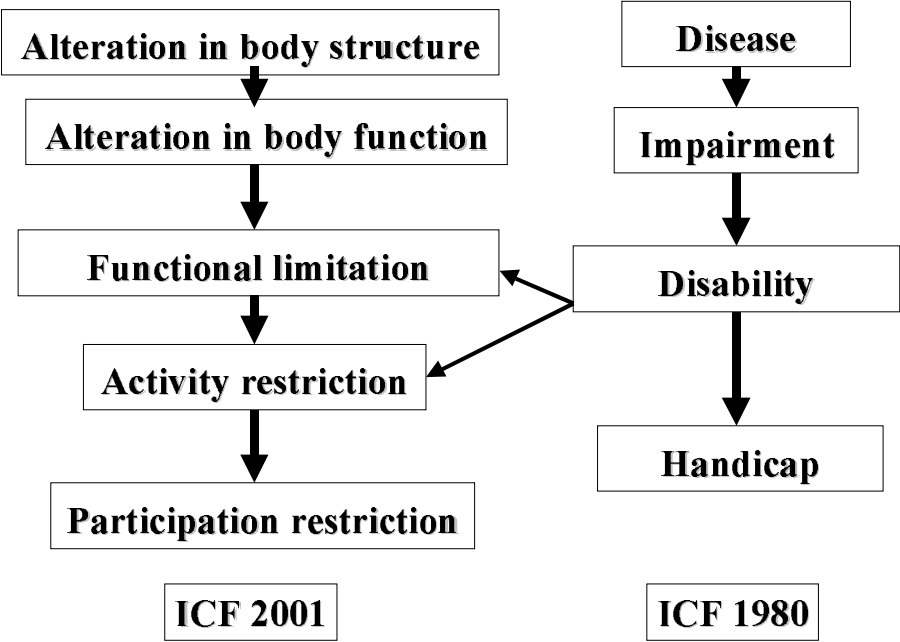 Alteration in body structure
Alteration in body function
Functional limitation
Activity restriction
Participation restriction
ICF 2001
Disease
Impairment
Disability
Handicap
ICF 1980